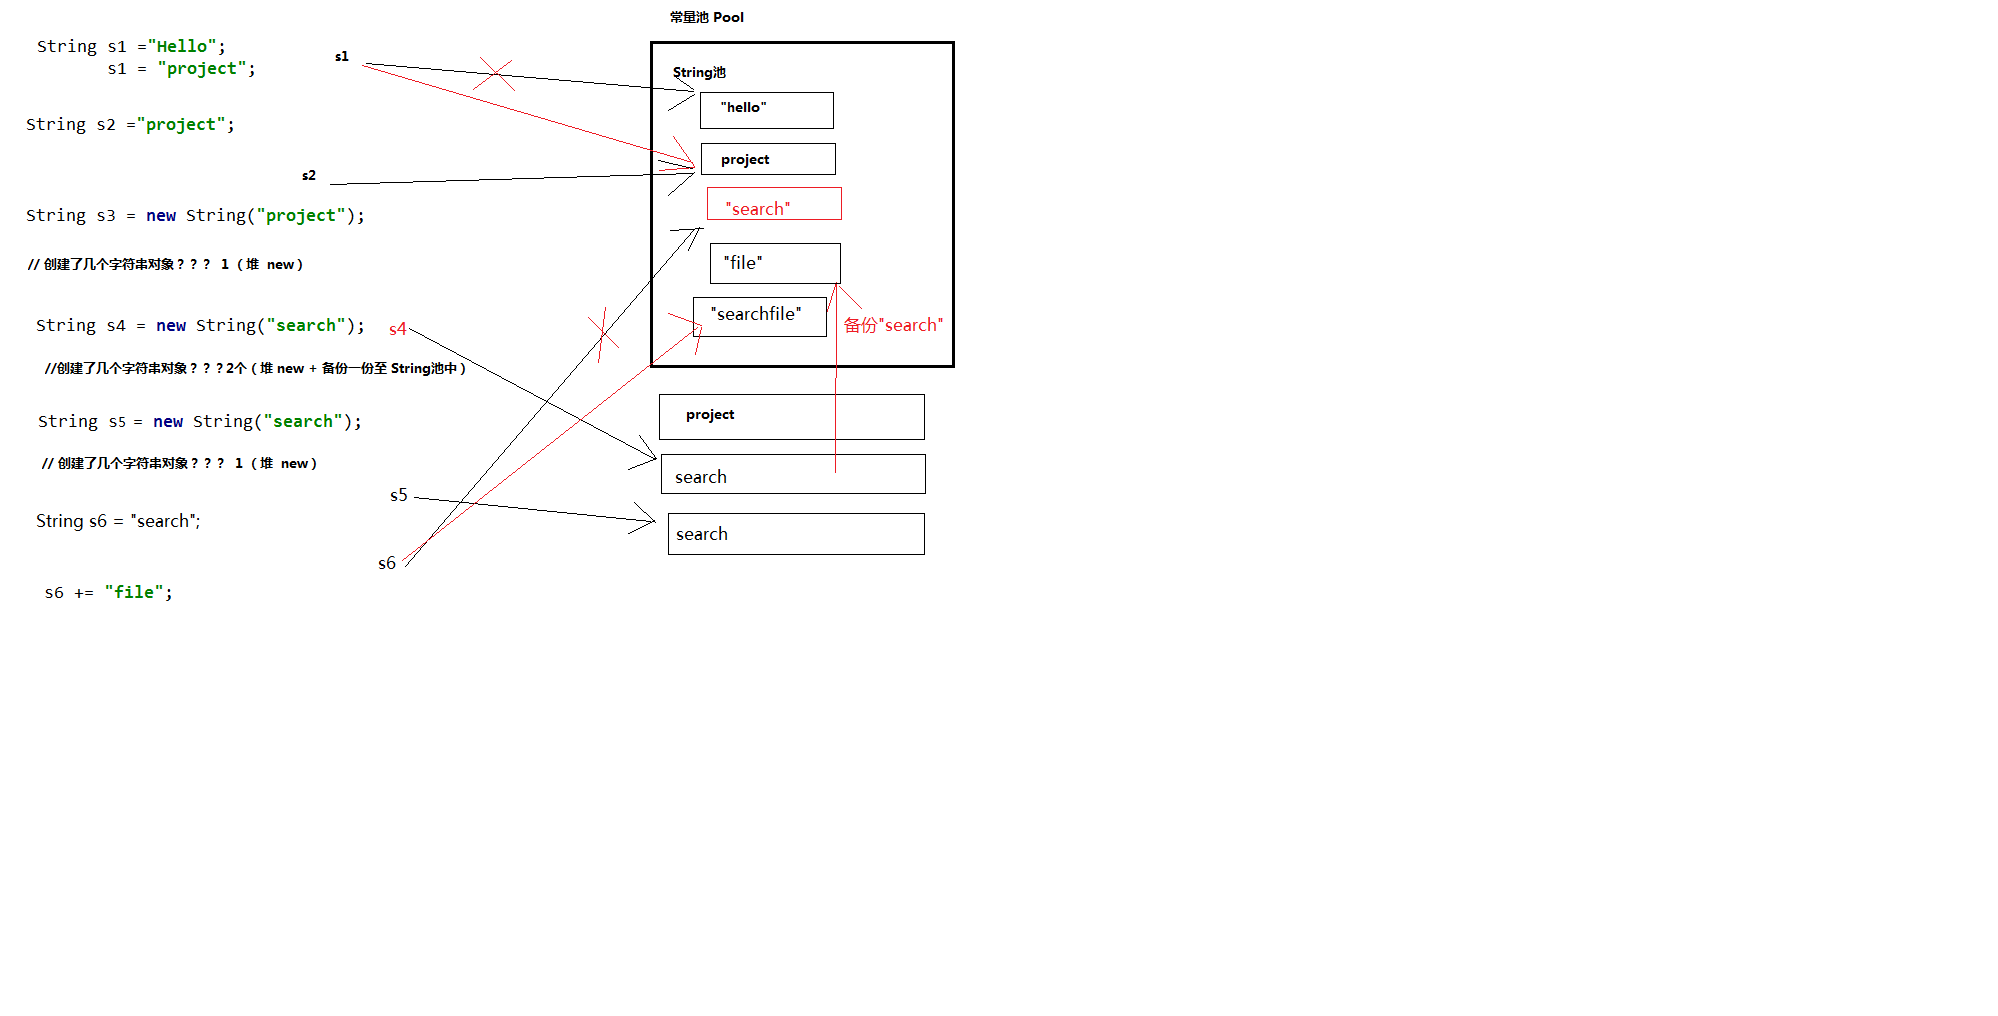 String s1 ="Hello";
s1 = "project";
String s2 ="project";
String s3 = new String("project");
// 创建了几个字符串对象？？？ 1 （堆 new）
String s4 = new String("search");
//创建了几个字符串对象？？？2个（堆 new + 备份一份至 String池中）
String s5 = new String("search");
// 创建了几个字符串对象？？？ 1 （堆 new）
String s6 = "search";
s6 += "file";
s1
s2
s4
s5
s6
常量池 Pool
String池
"hello"
project
"search"
"file"
"searchfile"
备份"search"
project
search
search